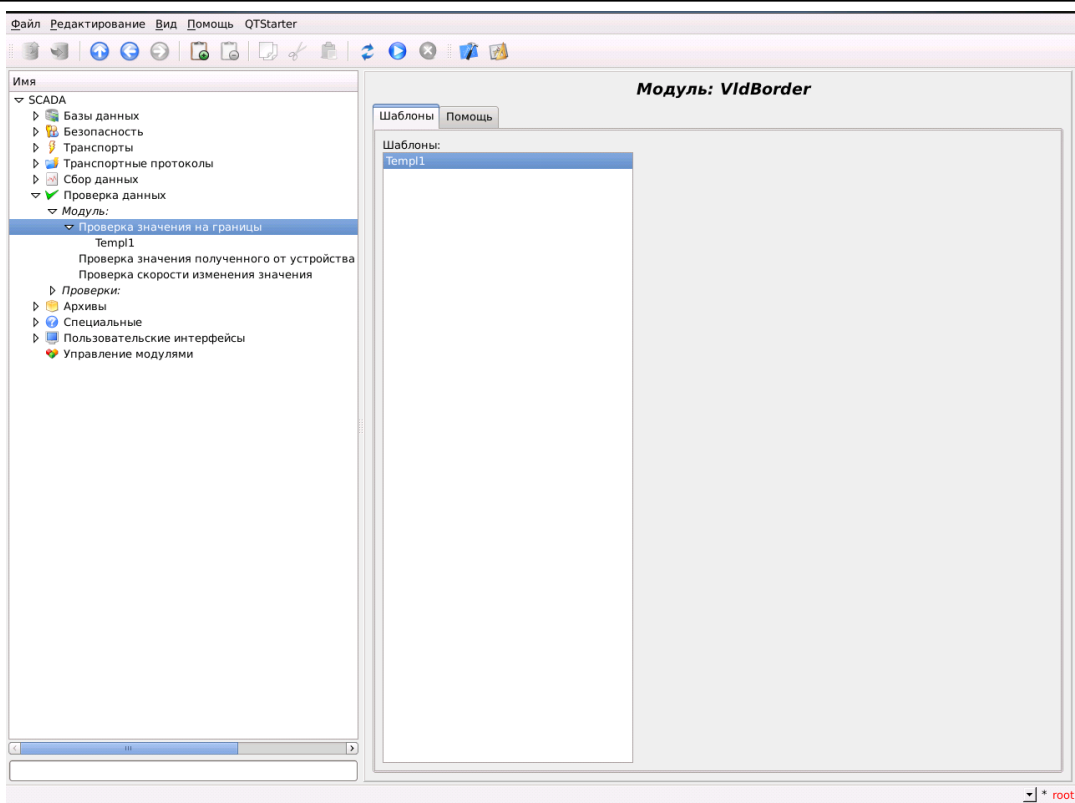 Файл Редактирование Вид Помощь QTStarter
Имя
SCADA
Базы данных
Безопасность
Транспорты
Транспортные протоколы
Сбор данных
Проверка данных
Модуль:
Проверка значения на границы
Templ1
Проверка значения полученного от устройства
Проверка скорости изменения значения
Проверки:
Архивы
Специальные
Пользовательские интерфейсы
Управление модулями
Модуль: VldBorder
Шаблоны Помощь
Шаблоны:
Templ1
* root